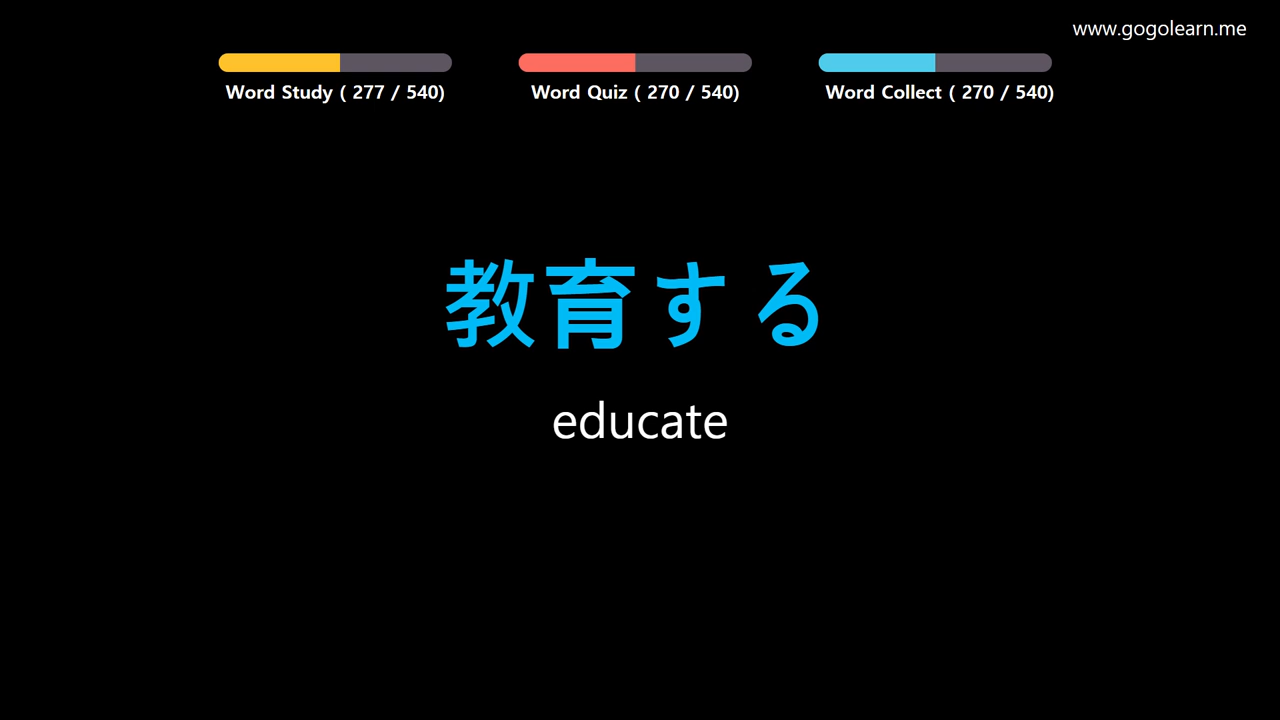 www.gogolearn.me
Word Study ( 277 / 540)
Word Quiz ( 270 / 540)
Word Collect ( 270 / 540)
教育する
educate